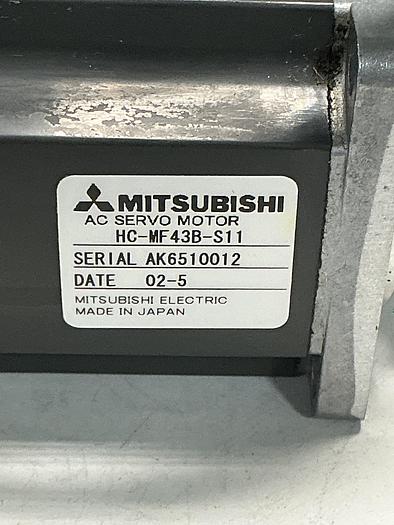 MITSUBISHI
AC SERVO MOTOR
HC-MF43B-S11
SERIAL AK6510012
DATE 02-5
MITSUBISHI ELECTRIC
MADE IN JAPAN